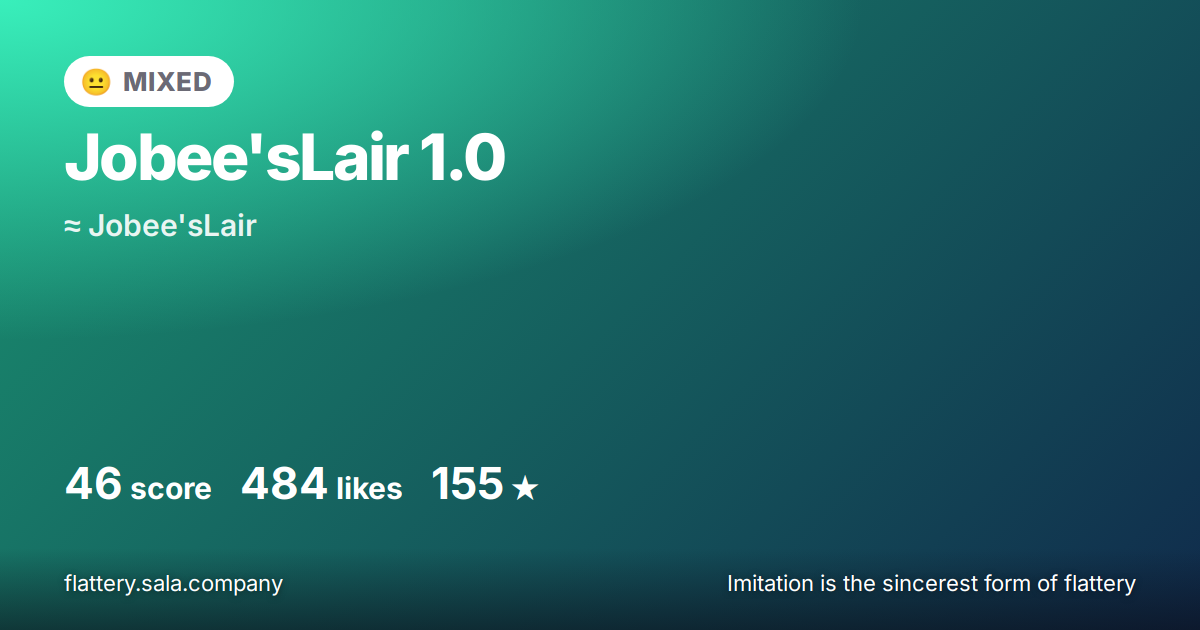 😐 MIXED
Jobee'sLair 1.0
≈ Jobee'sLair
46 score 484 likes 155 ★
flattery.sala.company
Imitation is the sincerest form of flattery